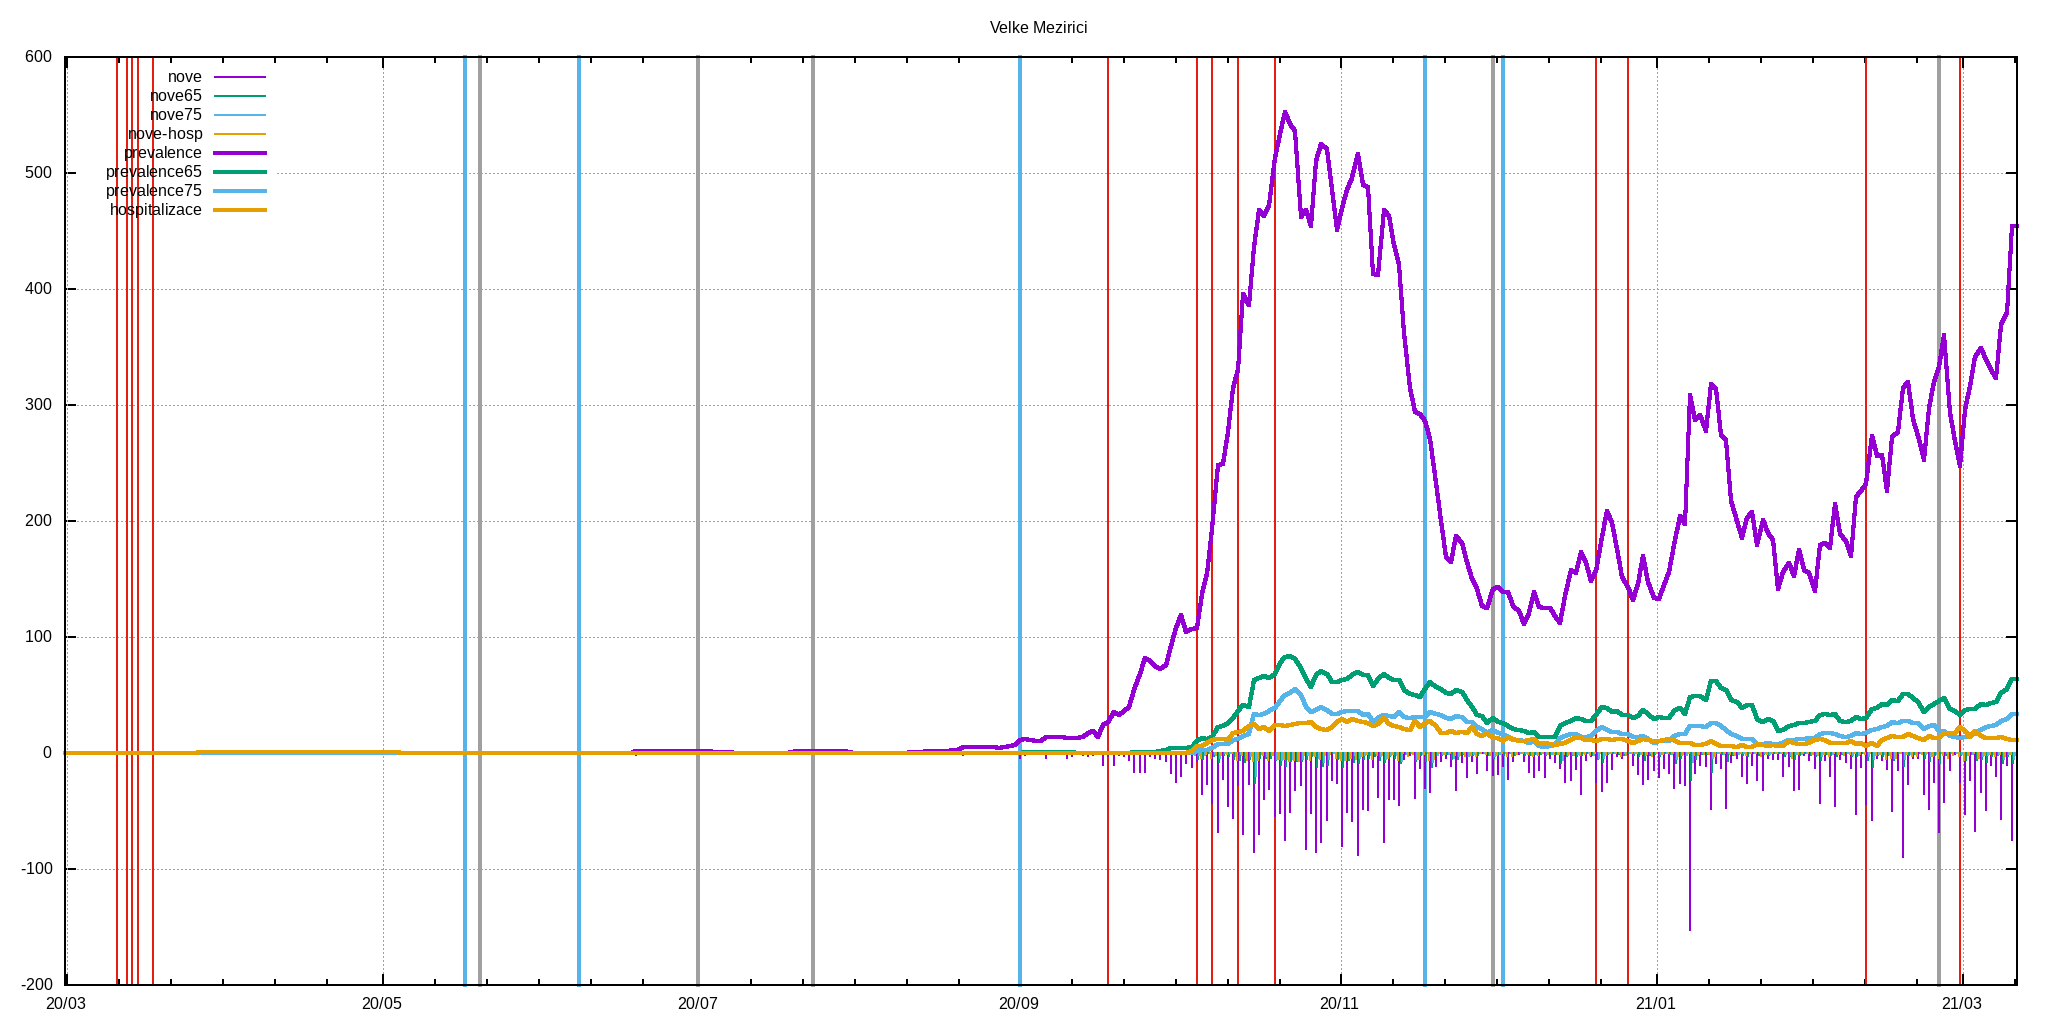 Velke Mezirici
600
500
400
300
200
100
0
-100
-200
nove
nove65
nove75
nove-hosp
prevalence
prevalence65
prevalence75
hospitalizace
20/03 20/05 20/07 20/09 20/11 21/01 21/03